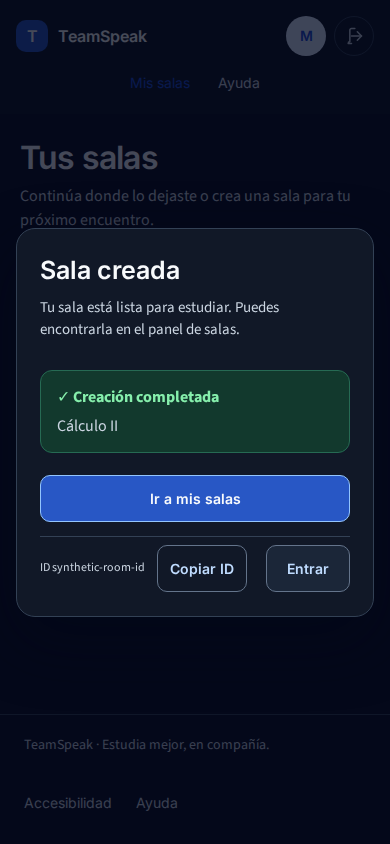 T TeamSpeak M
Mis salas Ayuda
Tus salas
Continúa donde lo dejaste o crea una sala para tu
próximo encuentro.
Sala creada
Tu sala está lista para estudiar. Puedes
encontrarla en el panel de salas.
✓ Creación completada
Cálculo II
Ir a mis salas
ID synthetic-room-id Copiar ID Entrar
TeamSpeak · Estudia mejor, en compañía.
Accesibilidad Ayuda